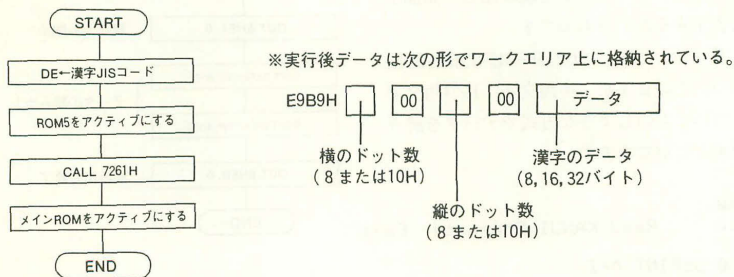 START
DE←漢字JISコード
ROM5をアクティブにする
CALL 7261H
メインROMをアクティブにする
END
※実行後データは次の形でワークエリア上に格納されている。
E9B9H 00 00 データ
横のドット数
(8または10H)
縦のドット数
(8または10H)
漢字のデータ
(8,16,32バイト)